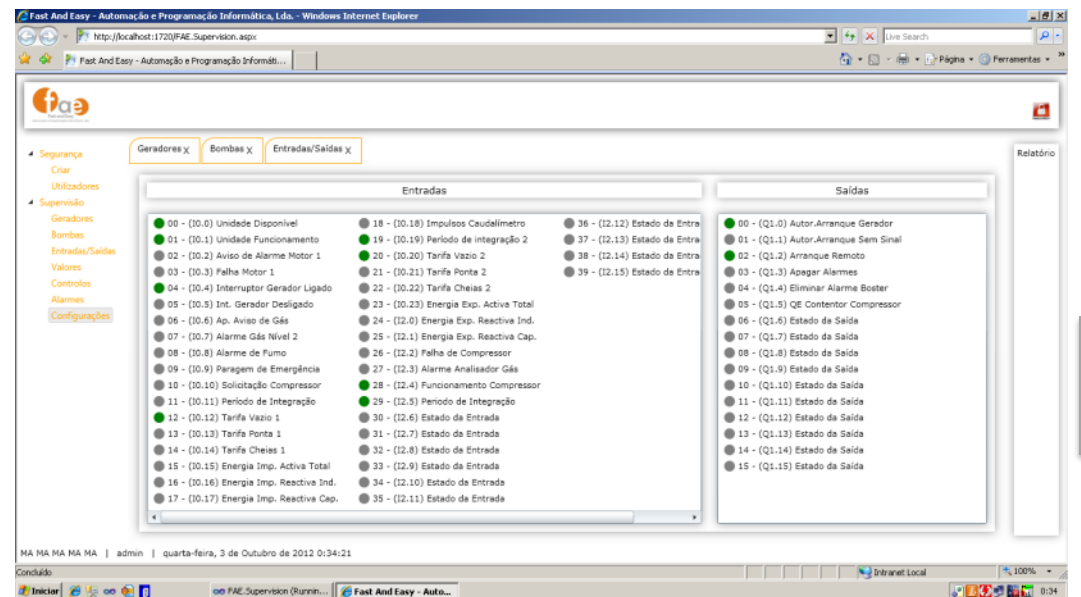 Fast And Easy - Automação e Programação Informática, Lda. - Windows Internet Explorer
http://localhost:1720/FAE.Supervision.aspx
Live Search
Fast And Easy - Automação e Programação Informáti...
Página
Ferramentas
fae
Fast and Easy
Geradores X
Bombas X
Entradas/Saídas X
Relatório
Segurança
Criar
Utilizadores
Supervisão
Geradores
Bombas
Entradas/Saídas
Valores
Controlos
Alarmes
Configurações
Entradas
00 - (I0.0) Unidade Disponível
01 - (I0.1) Unidade Funcionamento
02 - (I0.2) Aviso de Alarme Motor 1
03 - (I0.3) Falha Motor 1
04 - (I0.4) Interruptor Gerador Ligado
05 - (I0.5) Int. Gerador Desligado
06 - (I0.6) Ap. Aviso de Gás
07 - (I0.7) Alarme Gás Nível 2
08 - (I0.8) Alarme de Fumo
09 - (I0.9) Paragem de Emergência
10 - (I0.10) Solicitação Compressor
11 - (I0.11) Período de Integração
12 - (I0.12) Tarifa Vazio 1
13 - (I0.13) Tarifa Ponta 1
14 - (I0.14) Tarifa Cheias 1
15 - (I0.15) Energia Imp. Activa Total
16 - (I0.16) Energia Imp. Reactiva Ind.
17 - (I0.17) Energia Imp. Reactiva Cap.
18 - (I0.18) Impulsos Caudalímetro
19 - (I0.19) Período de integração 2
20 - (I0.20) Tarifa Vazio 2
21 - (I0.21) Tarifa Ponta 2
22 - (I0.22) Tarifa Cheias 2
23 - (I0.23) Energia Exp. Activa Total
24 - (I2.0) Energia Exp. Reactiva Ind.
25 - (I2.1) Energia Exp. Reactiva Cap.
26 - (I2.2) Falha de Compressor
27 - (I2.3) Alarme Analisador Gás
28 - (I2.4) Funcionamento Compressor
29 - (I2.5) Periodo de Integração
30 - (I2.6) Estado da Entrada
31 - (I2.7) Estado da Entrada
32 - (I2.8) Estado da Entrada
33 - (I2.9) Estado da Entrada
34 - (I2.10) Estado da Entrada
35 - (I2.11) Estado da Entrada
36 - (I2.12) Estado da Entra
37 - (I2.13) Estado da Entra
38 - (I2.14) Estado da Entra
39 - (I2.15) Estado da Entra
Saídas
00 - (Q1.0) Autor.Arranque Gerador
01 - (Q1.1) Autor.Arranque Sem Sinal
02 - (Q1.2) Arranque Remoto
03 - (Q1.3) Apagar Alarmes
04 - (Q1.4) Eliminar Alarme Boster
05 - (Q1.5) QE Contentor Compressor
06 - (Q1.6) Estado da Saída
07 - (Q1.7) Estado da Saída
08 - (Q1.8) Estado da Saída
09 - (Q1.9) Estado da Saída
10 - (Q1.10) Estado da Saída
11 - (Q1.11) Estado da Saída
12 - (Q1.12) Estado da Saída
13 - (Q1.13) Estado da Saída
14 - (Q1.14) Estado da Saída
15 - (Q1.15) Estado da Saída
MA MA MA MA MA | admin | quarta-feira, 3 de Outubro de 2012 0:34:21
Concluído
Intranet Local
100%
Iniciar
FAE.Supervision (Runnin...
Fast And Easy - Auto...
0:34